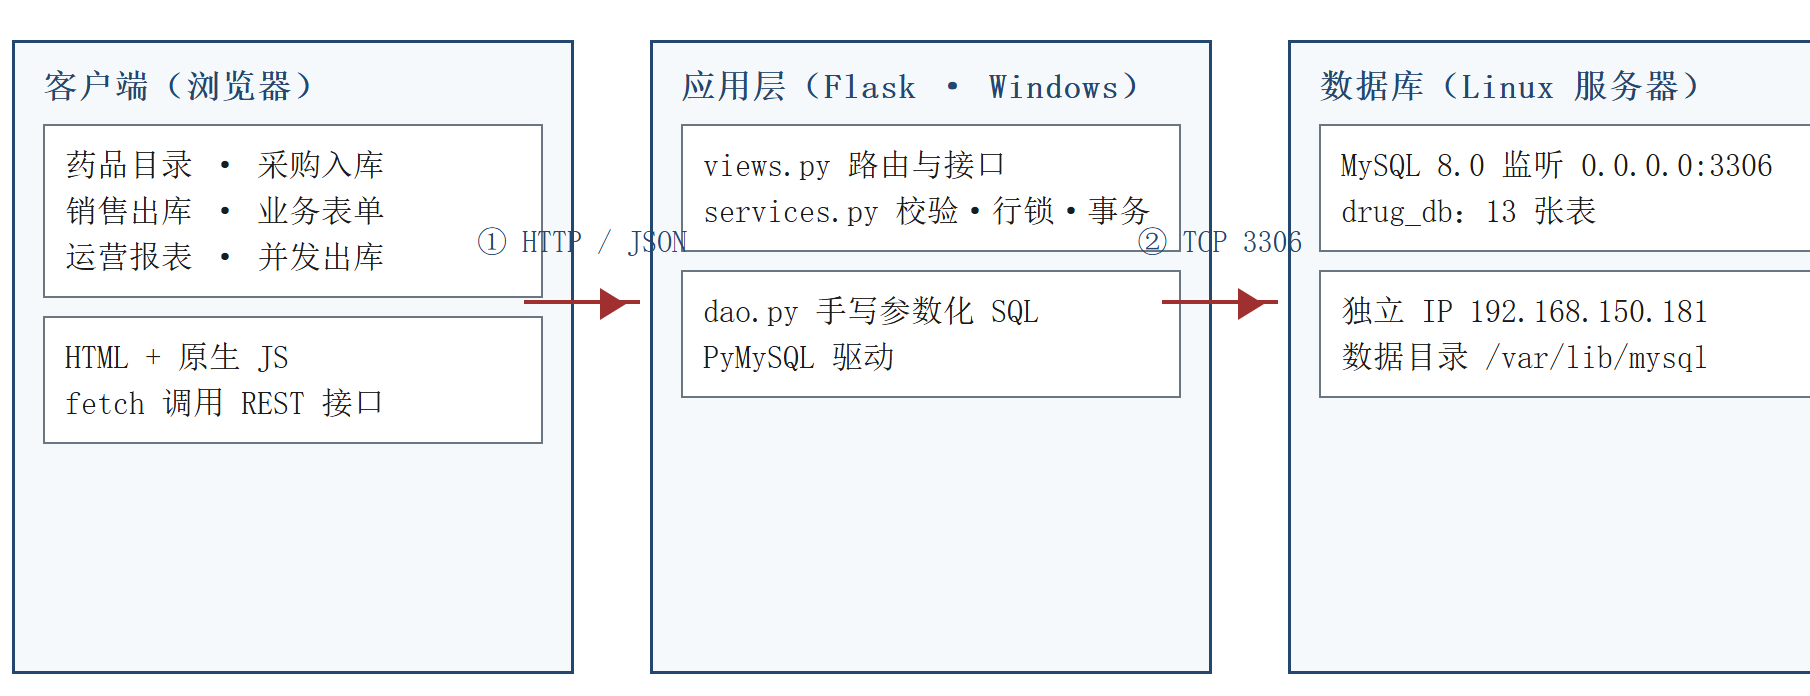 客户端（浏览器）
药品目录 • 采购入库
销售出库 • 业务表单
运营报表 • 并发出库
HTML + 原生 JS
fetch 调用 REST 接口
① HTTP / JSON
应用层（Flask • Windows）
views.py 路由与接口
services.py 校验•行锁•事务
dao.py 手写参数化 SQL
PyMySQL 驱动
② TCP 3306
数据库（Linux 服务器）
MySQL 8.0 监听 0.0.0.0:3306
drug_db: 13 张表
独立 IP 192.168.150.181
数据目录 /var/lib/mysql